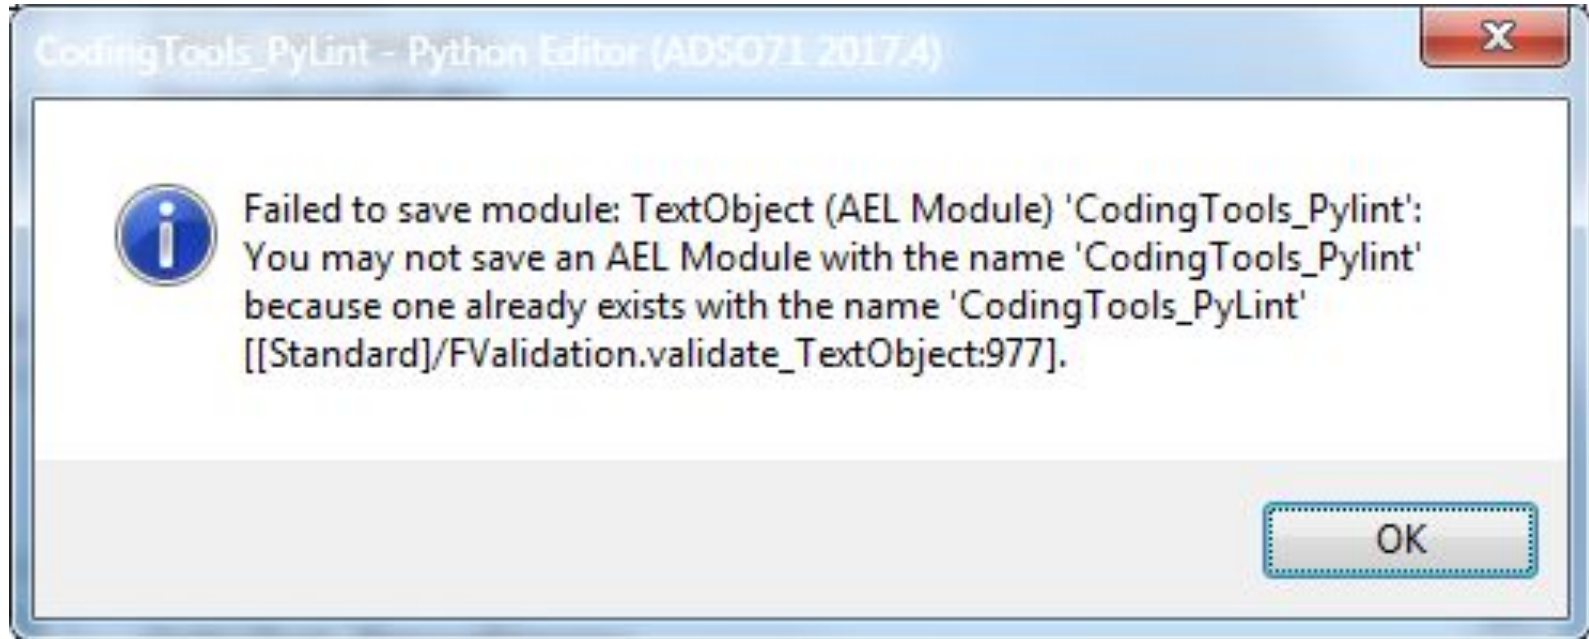 CodingTools_PyLint - Python Editor (ADSO71 2017.4)
Failed to save module: TextObject (AEL Module) 'CodingTools_Pylint':
You may not save an AEL Module with the name 'CodingTools_Pylint'
because one already exists with the name 'CodingTools_PyLint'
[[Standard]/FValidation.validate_TextObject:977].
OK